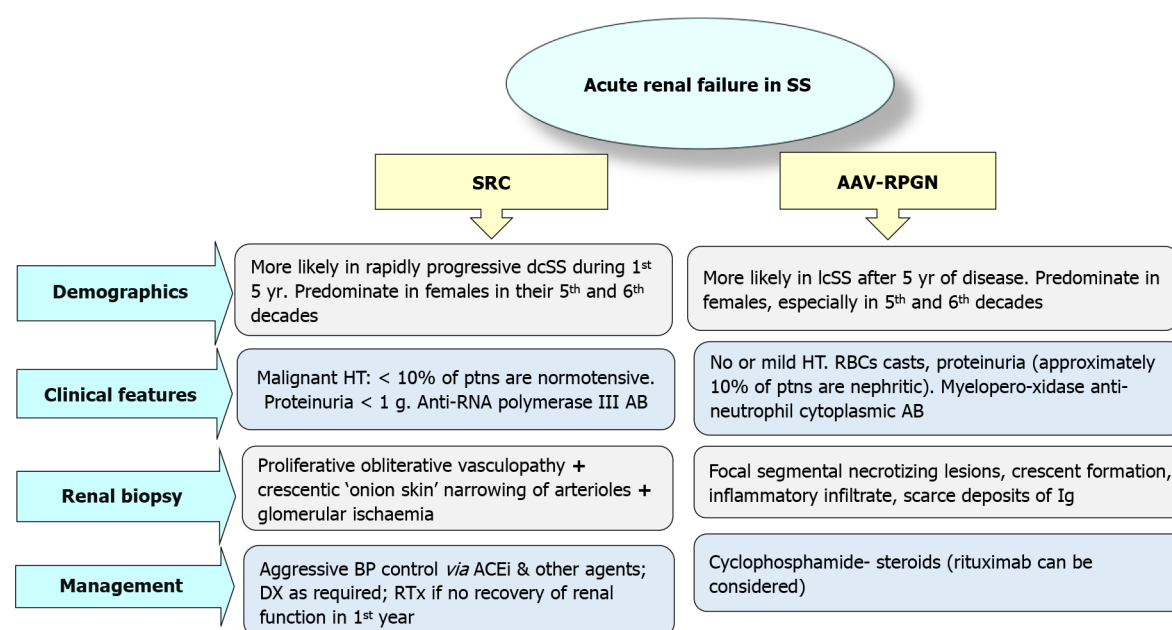 Acute renal failure in SS
SRC
AAV-RPGN
Demographics
More likely in rapidly progressive dcSS during 1st
5 yr. Predominate in females in their 5th and 6th
decades
More likely in lcSS after 5 yr of disease. Predominate in
females, especially in 5th and 6th decades
Clinical features
Malignant HT: < 10% of ptns are normotensive.
Proteinuria < 1 g. Anti-RNA polymerase III AB
No or mild HT. RBCs casts, proteinuria (approximately
10% of ptns are nephritic). Myelopero-xidase anti-
neutrophil cytoplasmic AB
Renal biopsy
Proliferative obliterative vasculopathy +
crescentic ‘onion skin’ narrowing of arterioles +
glomerular ischaemia
Focal segmental necrotizing lesions, crescent formation,
inflammatory infiltrate, scarce deposits of Ig
Management
Aggressive BP control via ACEi & other agents;
DX as required; RTx if no recovery of renal
function in 1st year
Cyclophosphamide- steroids (rituximab can be
considered)